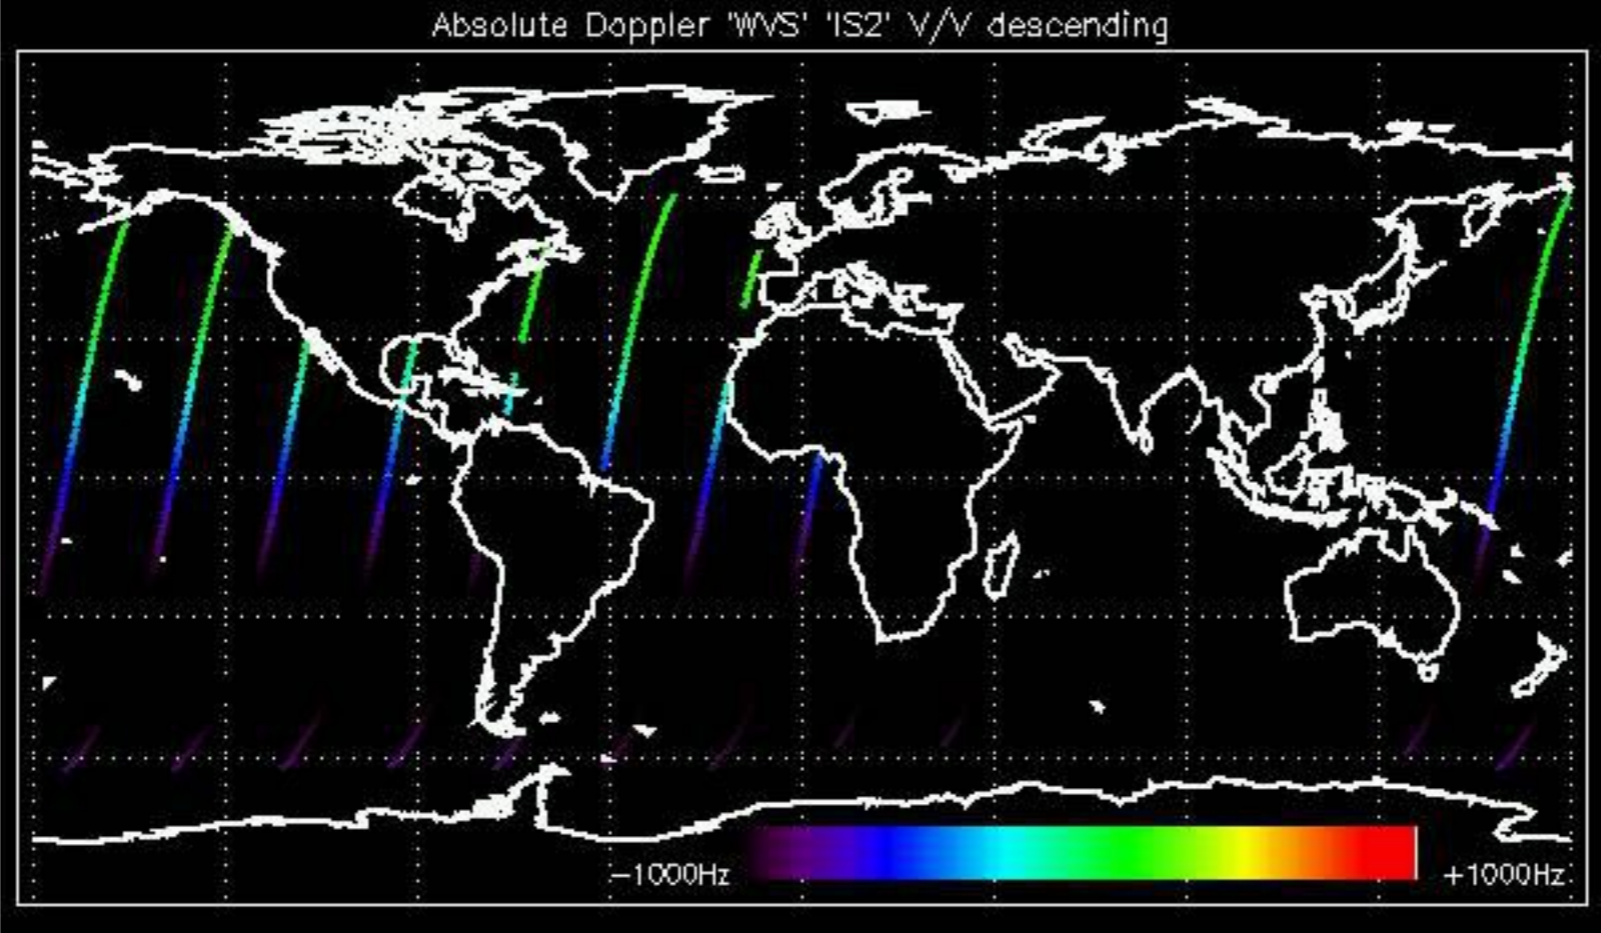 Absolute Doppler 'WVS' 'IS2' V/V descending
−1000Hz +1000Hz